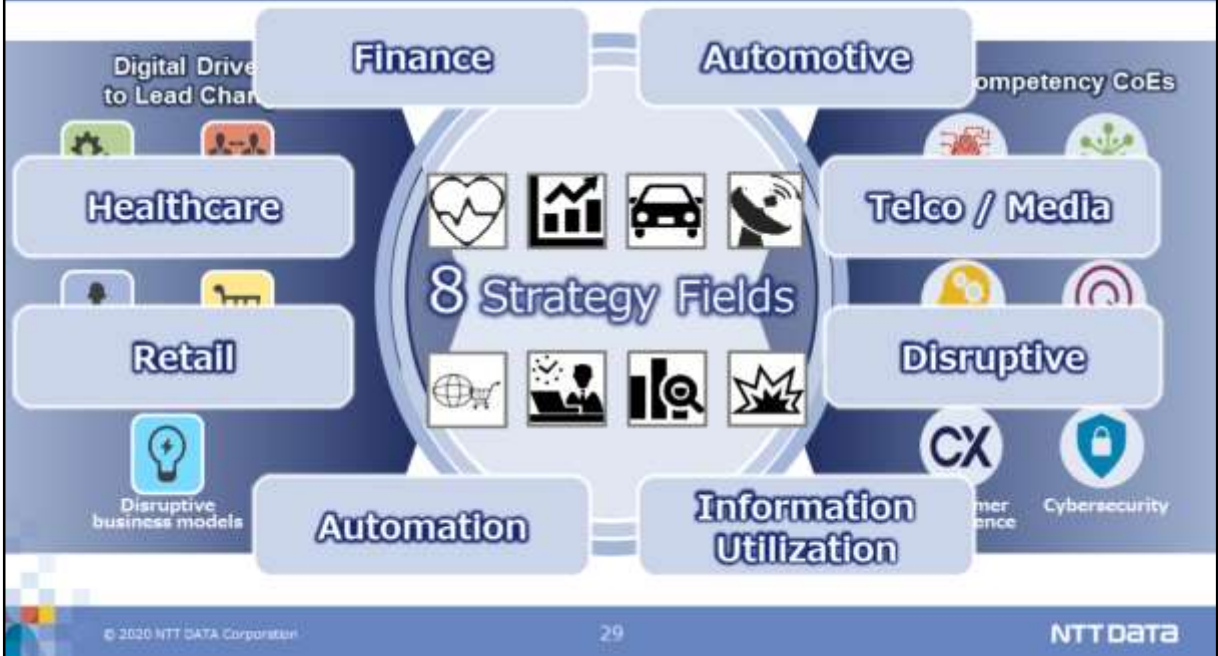 Finance
Automotive
Digital Drive
to Lead Chan
ompetency CoEs
Healthcare
Telco / Media
8 Strategy Fields
Retail
Disruptive
CX
Disruptive
business models
mer
ence
Cybersecurity
Automation
Information
Utilization
© 2020 NTT DATA Corporation
29
NTT DATA